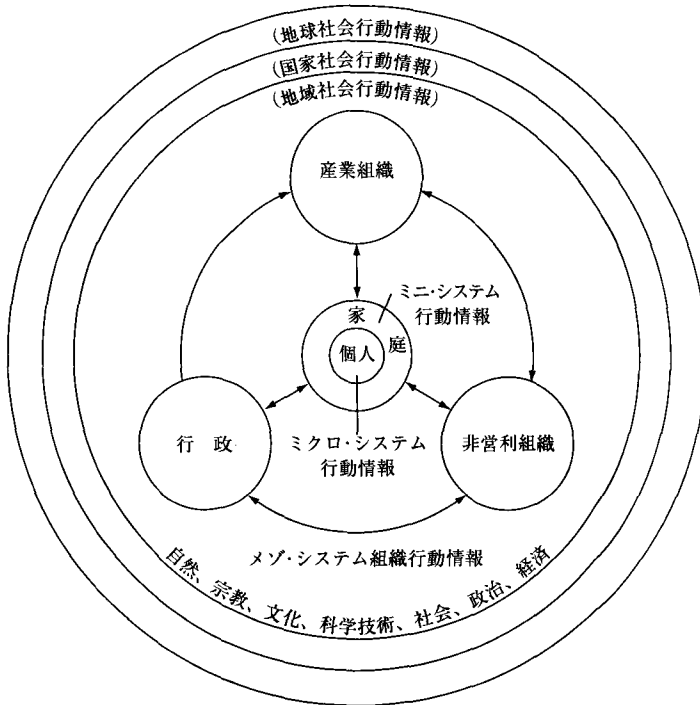 (地球社会行動情報)
(国家社会行動情報)
(地域社会行動情報)
産業組織
ミニ・システム
行動情報
家庭
個人
行 政
ミクロ・システム
行動情報
非営利組織
メゾ・システム組織行動情報
自然、宗教、文化、科学技術、社会、政治、経済